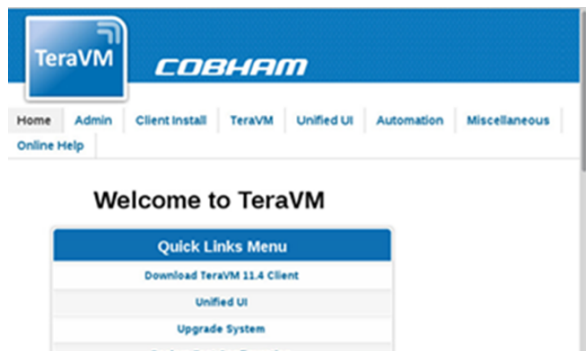 TeraVM
COBHAM
Home Admin Client Install TeraVM Unified UI Automation Miscellaneous
Online Help
Welcome to TeraVM
Quick Links Menu
Download TeraVM 11.4 Client
Unified UI
Upgrade System